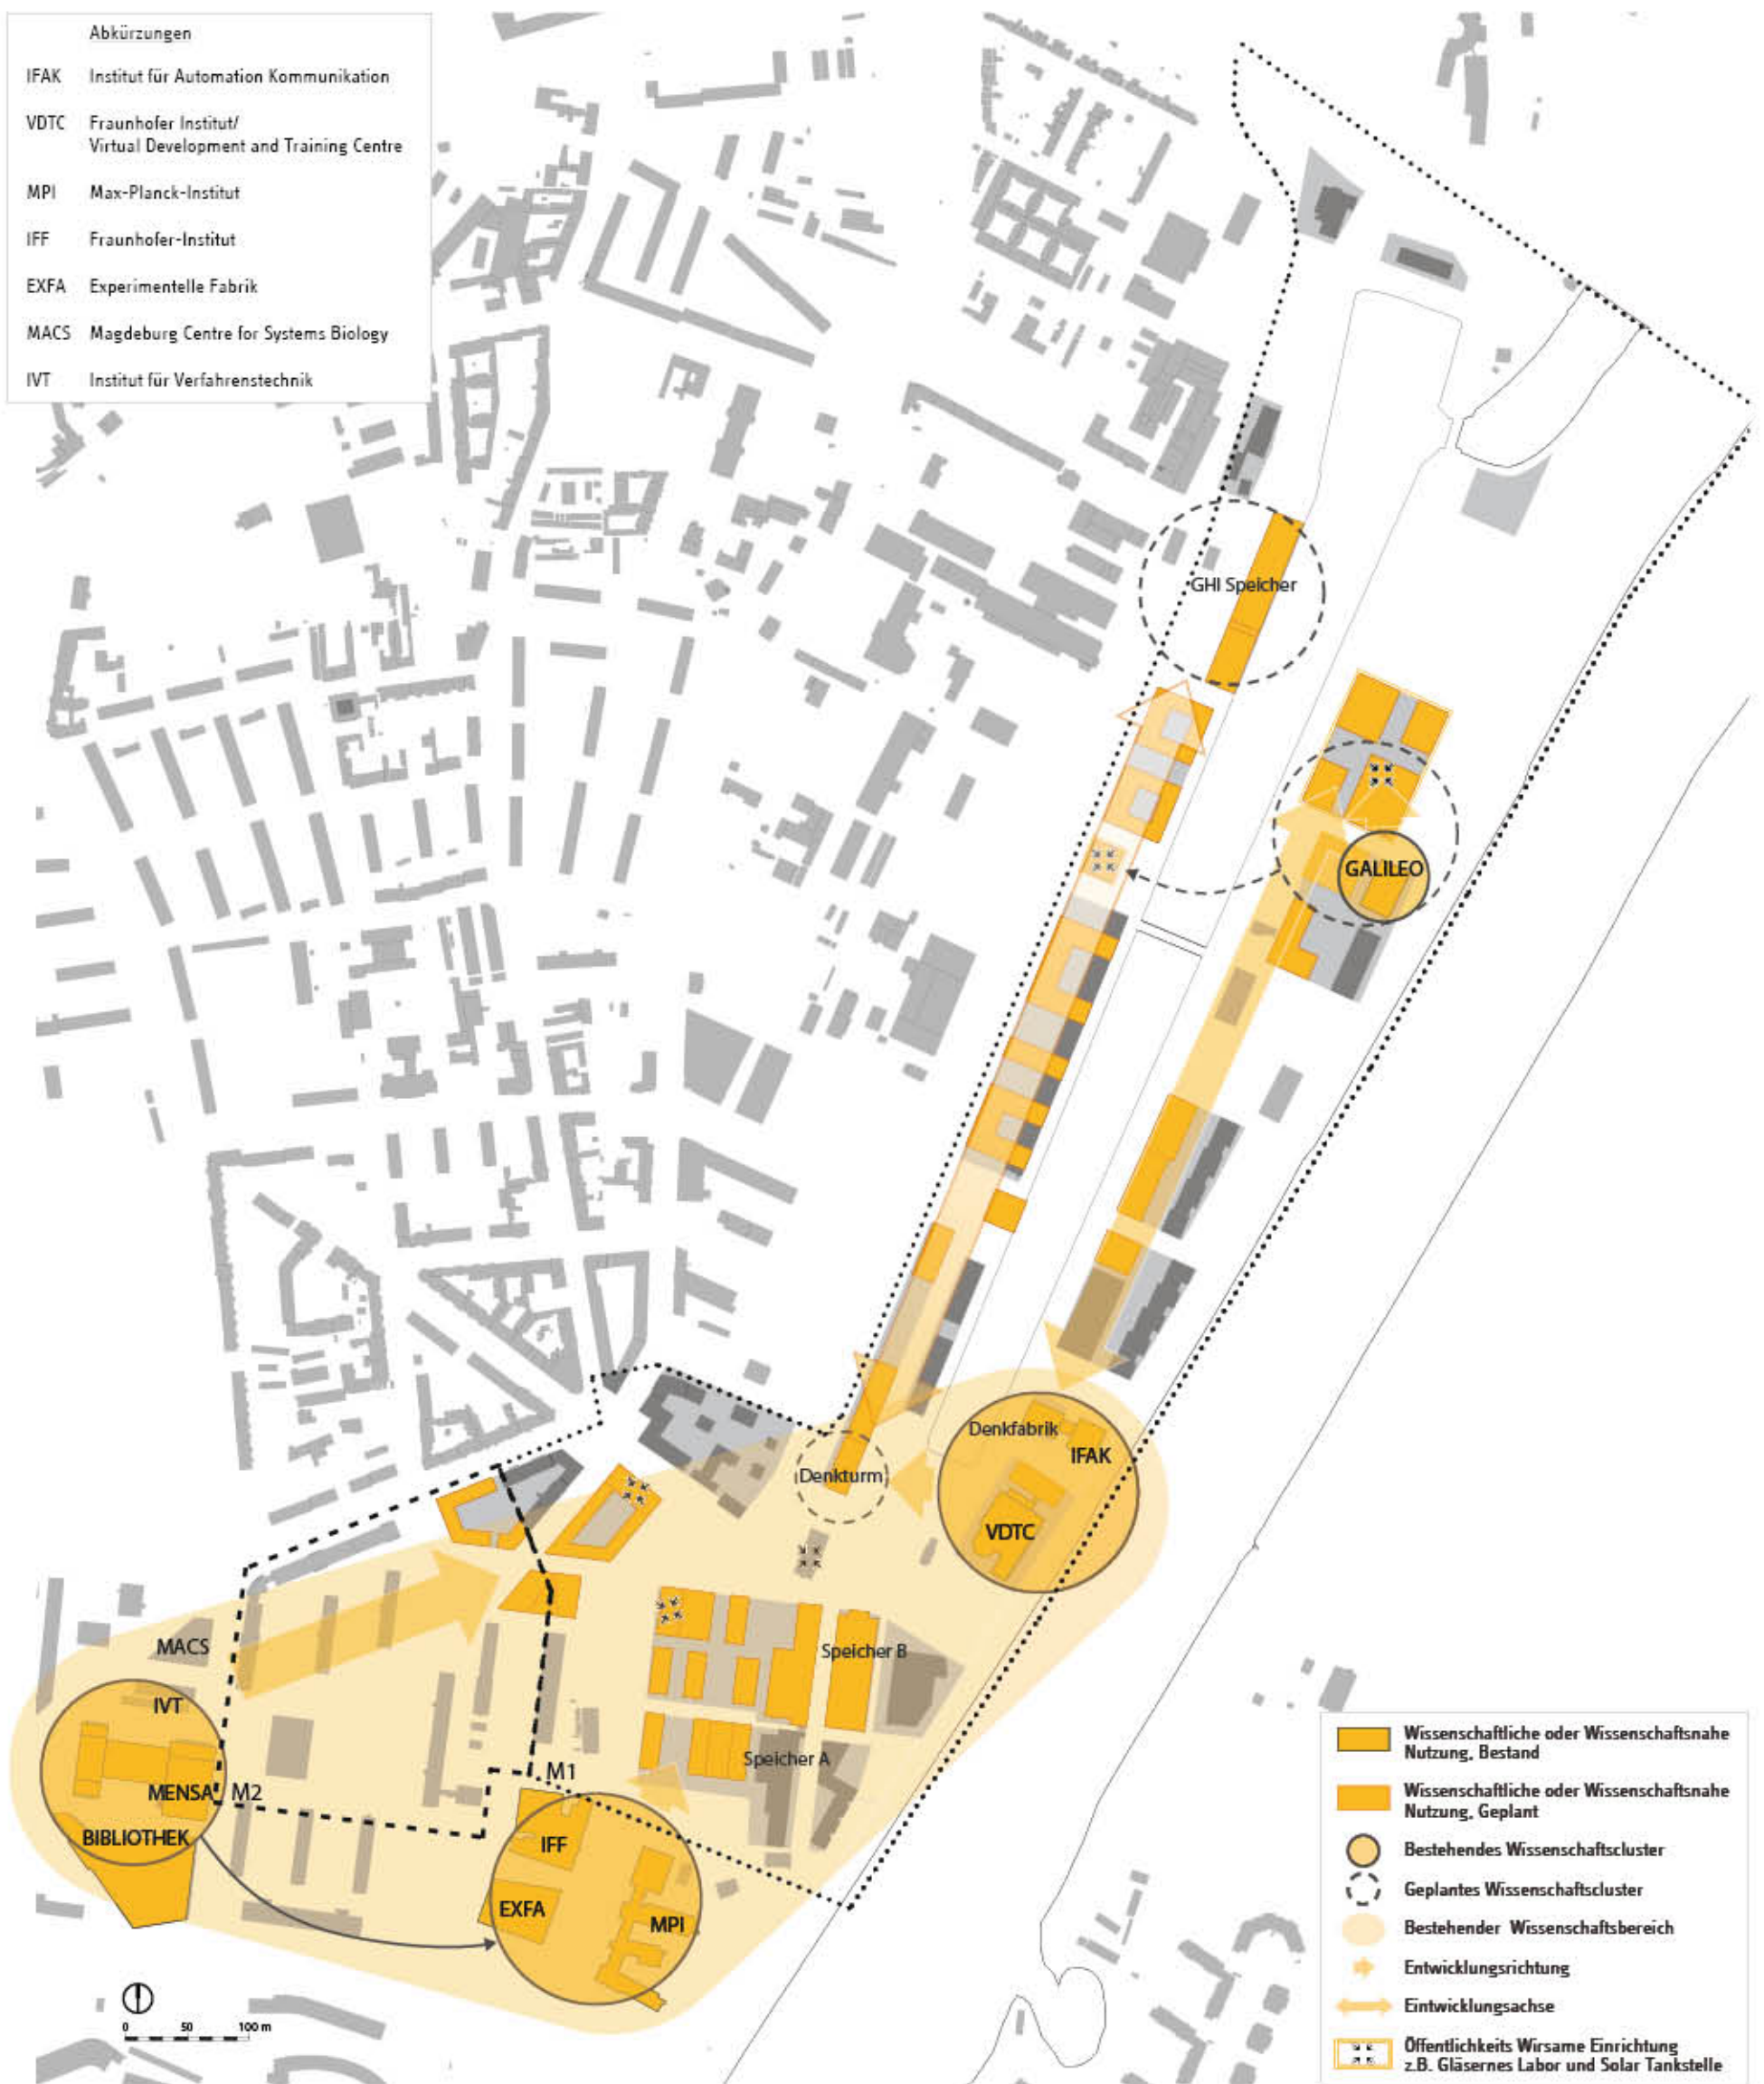 Abkürzungen
IFAK Institut für Automation Kommunikation
VDTC Fraunhofer Institut/
Virtual Development and Training Centre
MPI Max-Planck-Institut
IFF Fraunhofer-Institut
EXFA Experimentelle Fabrik
MACS Magdeburg Centre for Systems Biology
IVT Institut für Verfahrenstechnik
GHI Speicher
GALILEO
Denkfabrik
IFAK
Denkturm
VDTC
MACS
Speicher B
IVT
Speicher A
M1
MENSA
M2
BIBLIOTHEK
IFF
EXFA
MPI
0 50 100 m
Wissenschaftliche oder Wissenschaftsnahe
Nutzung, Bestand
Wissenschaftliche oder Wissenschaftsnahe
Nutzung, Geplant
Bestehendes Wissenschaftscluster
Geplantes Wissenschaftscluster
Bestehender Wissenschaftsbereich
Entwicklungsrichtung
Eintwicklungsachse
Öffentlichkeits Wirsame Einrichtung
z.B. Gläsernes Labor und Solar Tankstelle